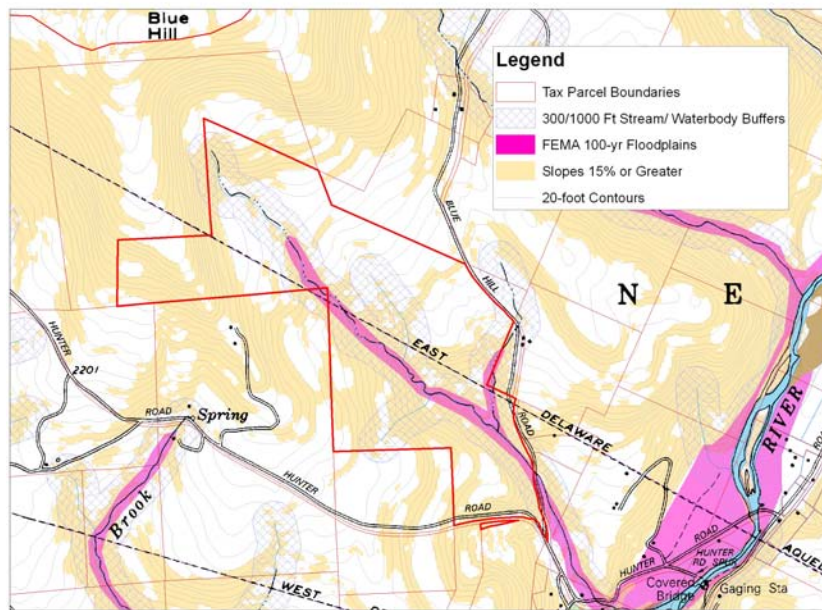 Blue
Hill
Legend
Tax Parcel Boundaries
300/1000 Ft Stream/ Waterbody Buffers
FEMA 100-yr Floodplains
Slopes 15% or Greater
20-foot Contours
BLUE
HILL
ROAD
N E
HUNTER
2201
ROAD
Spring
EAST
DELAWARE
AQUE
RIVER
HUNTER
ROAD
Brook
WEST
HUNTER
ROAD
HUNTER
RD SPUR
Covered
Bridge
Gaging Sta